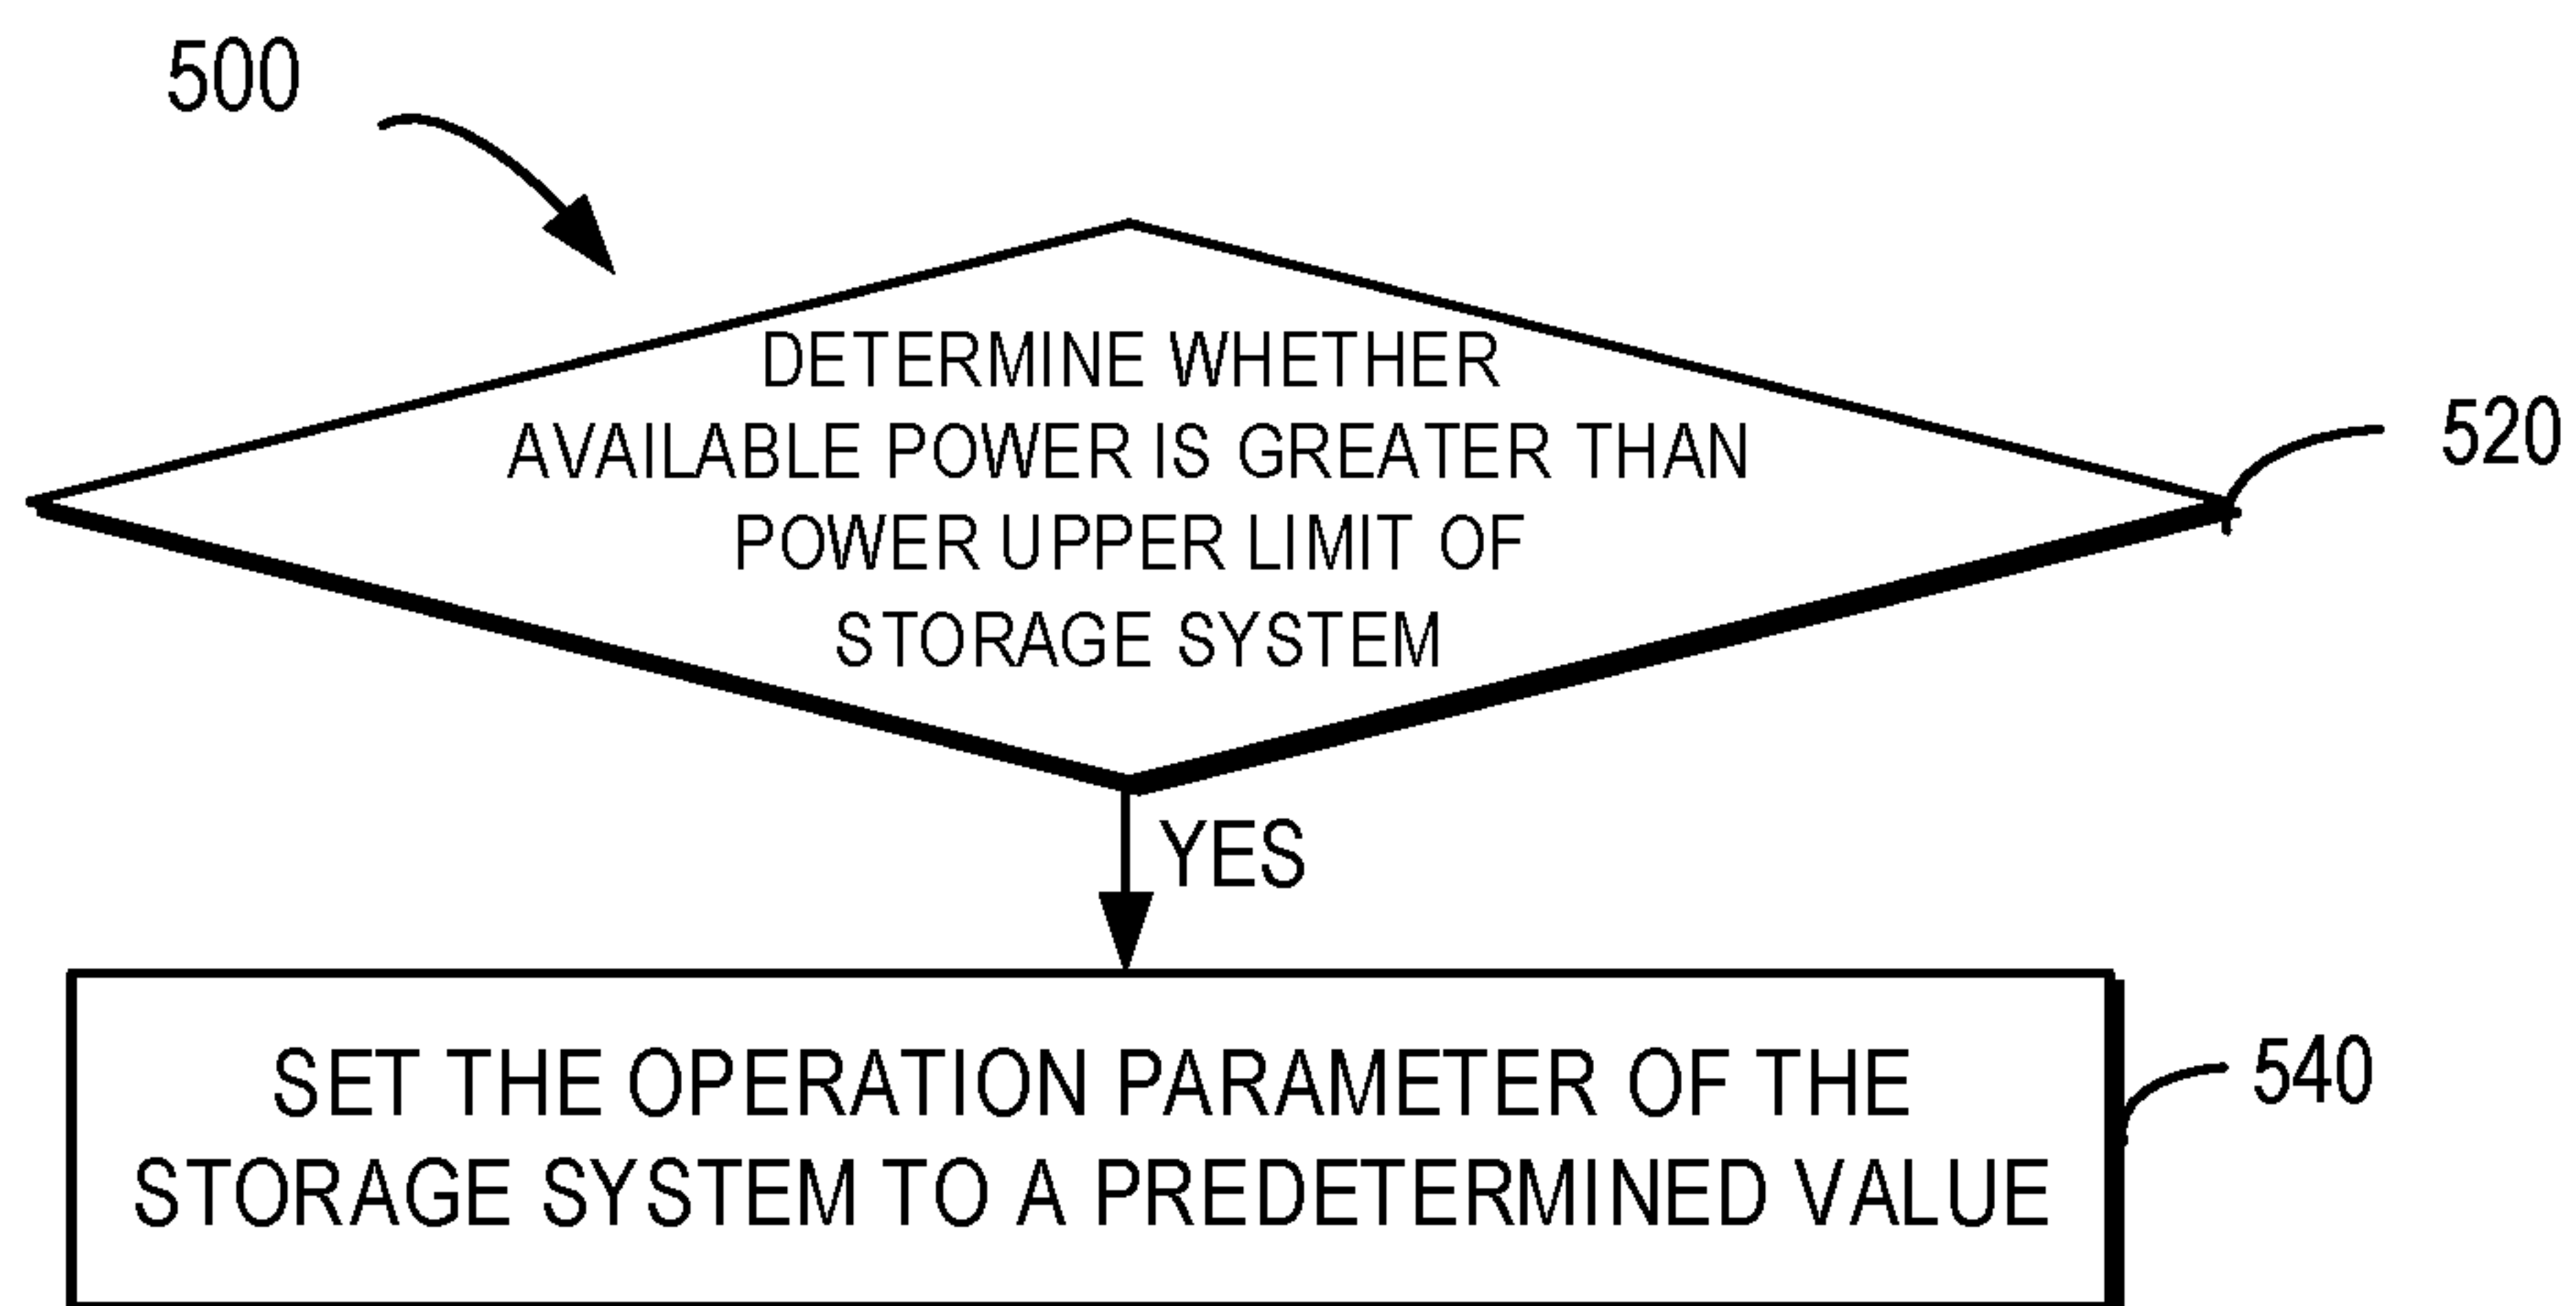 500
DETERMINE WHETHER
AVAILABLE POWER IS GREATER THAN
POWER UPPER LIMIT OF
STORAGE SYSTEM
520
YES
SET THE OPERATION PARAMETER OF THE
STORAGE SYSTEM TO A PREDETERMINED VALUE
540